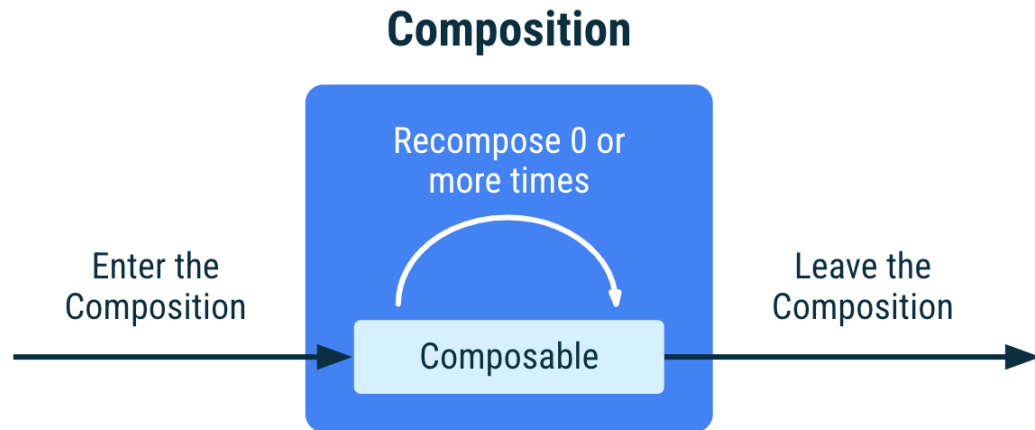 Composition
Recompose 0 or
more times
Enter the
Composition
Leave the
Composition
Composable